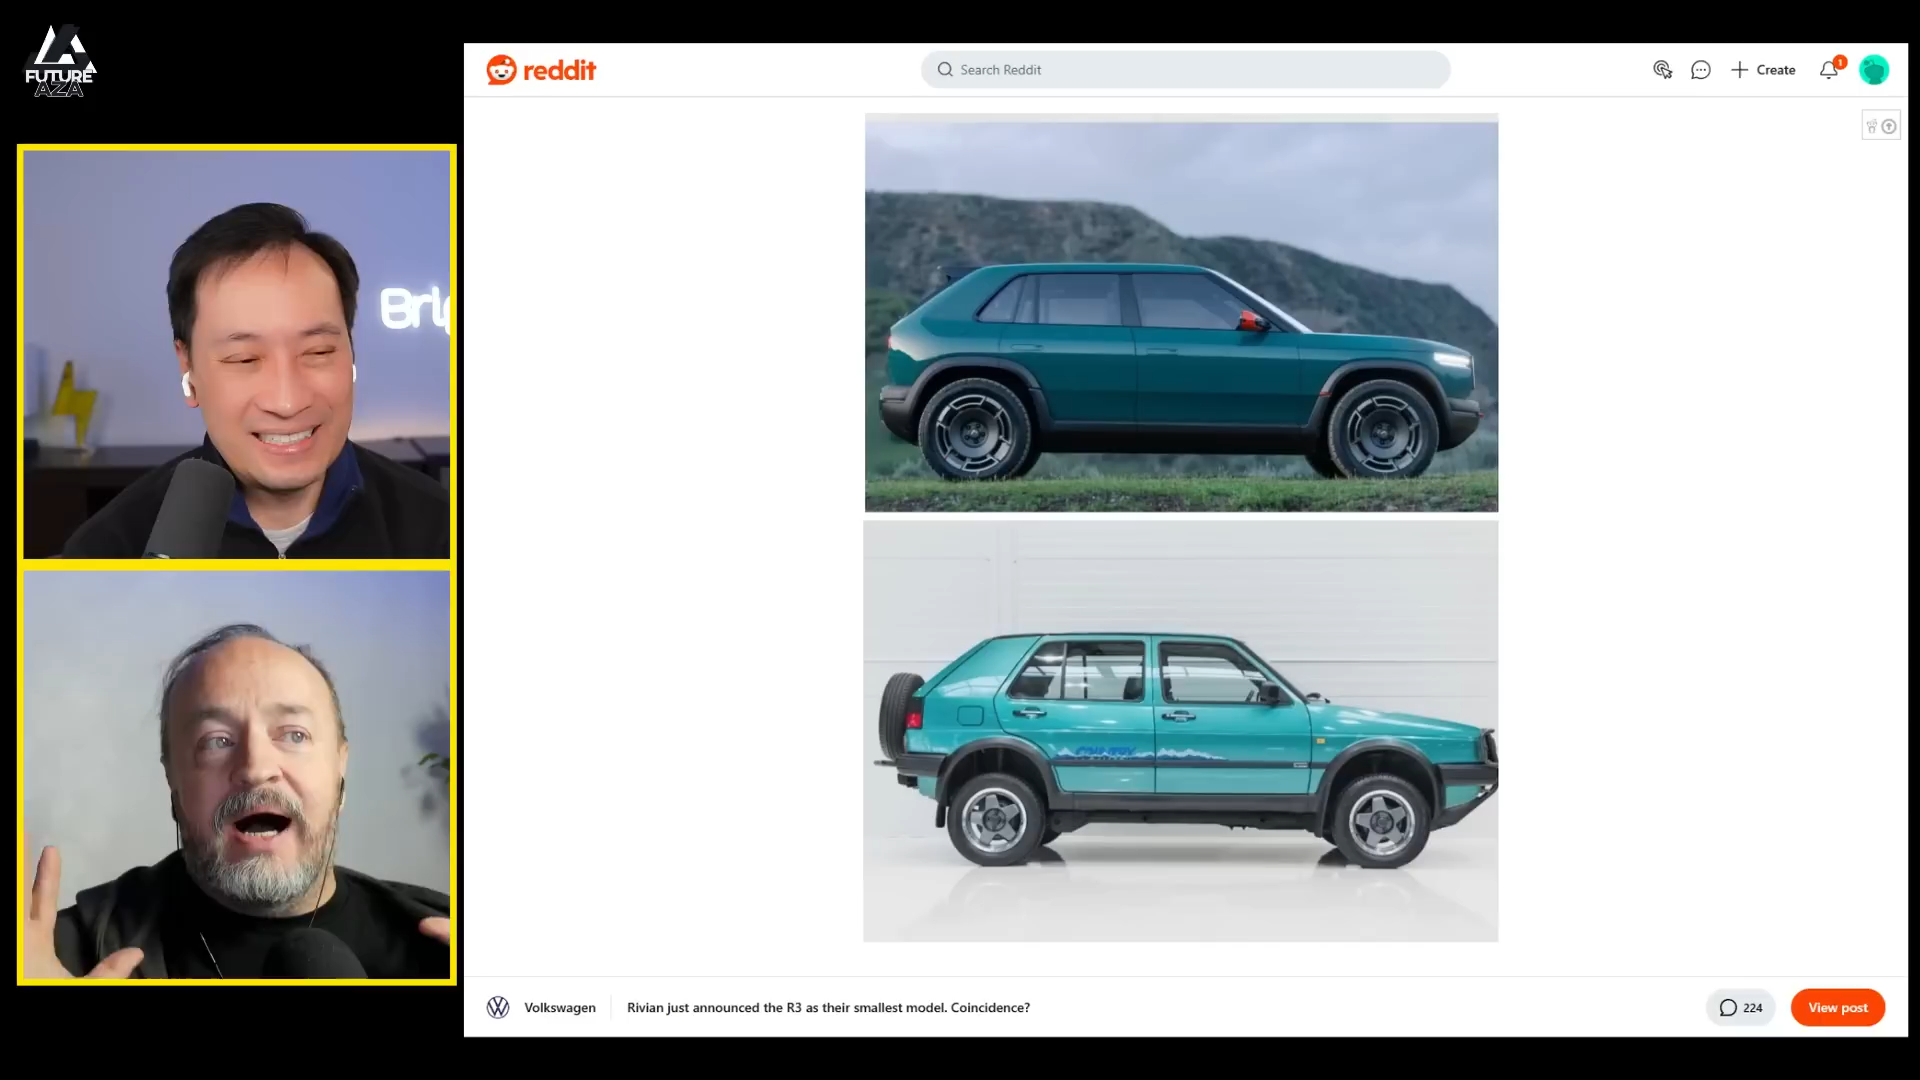 FUTURE
AZA
reddit
Search Reddit
Create
1
Bri
COUNTRY
Volkswagen
Rivian just announced the R3 as their smallest model. Coincidence?
224
View post